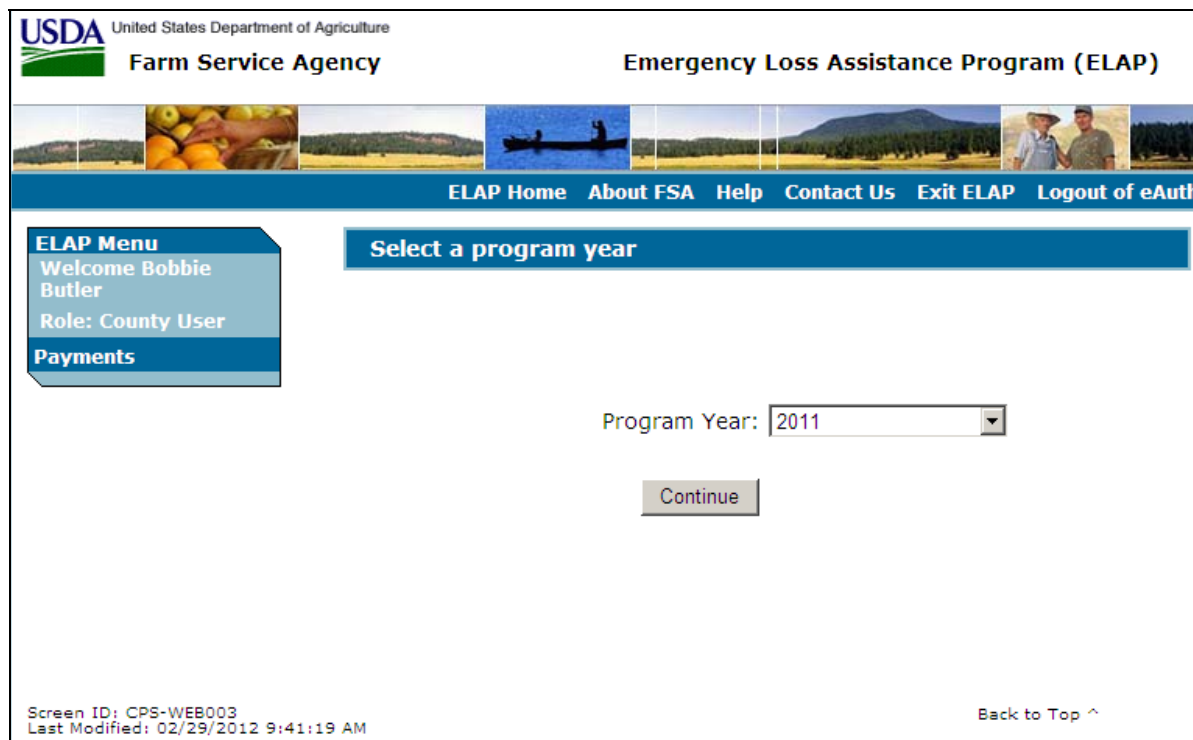 USDA United States Department of Agriculture
Farm Service Agency
Emergency Loss Assistance Program (ELAP)
ELAP Home About FSA Help Contact Us Exit ELAP Logout of eAuth
ELAP Menu
Welcome Bobbie
Butler
Role: County User
Payments
Select a program year
Program Year: 2011
Continue
Screen ID: CPS-WEB003
Last Modified: 02/29/2012 9:41:19 AM
Back to Top ^